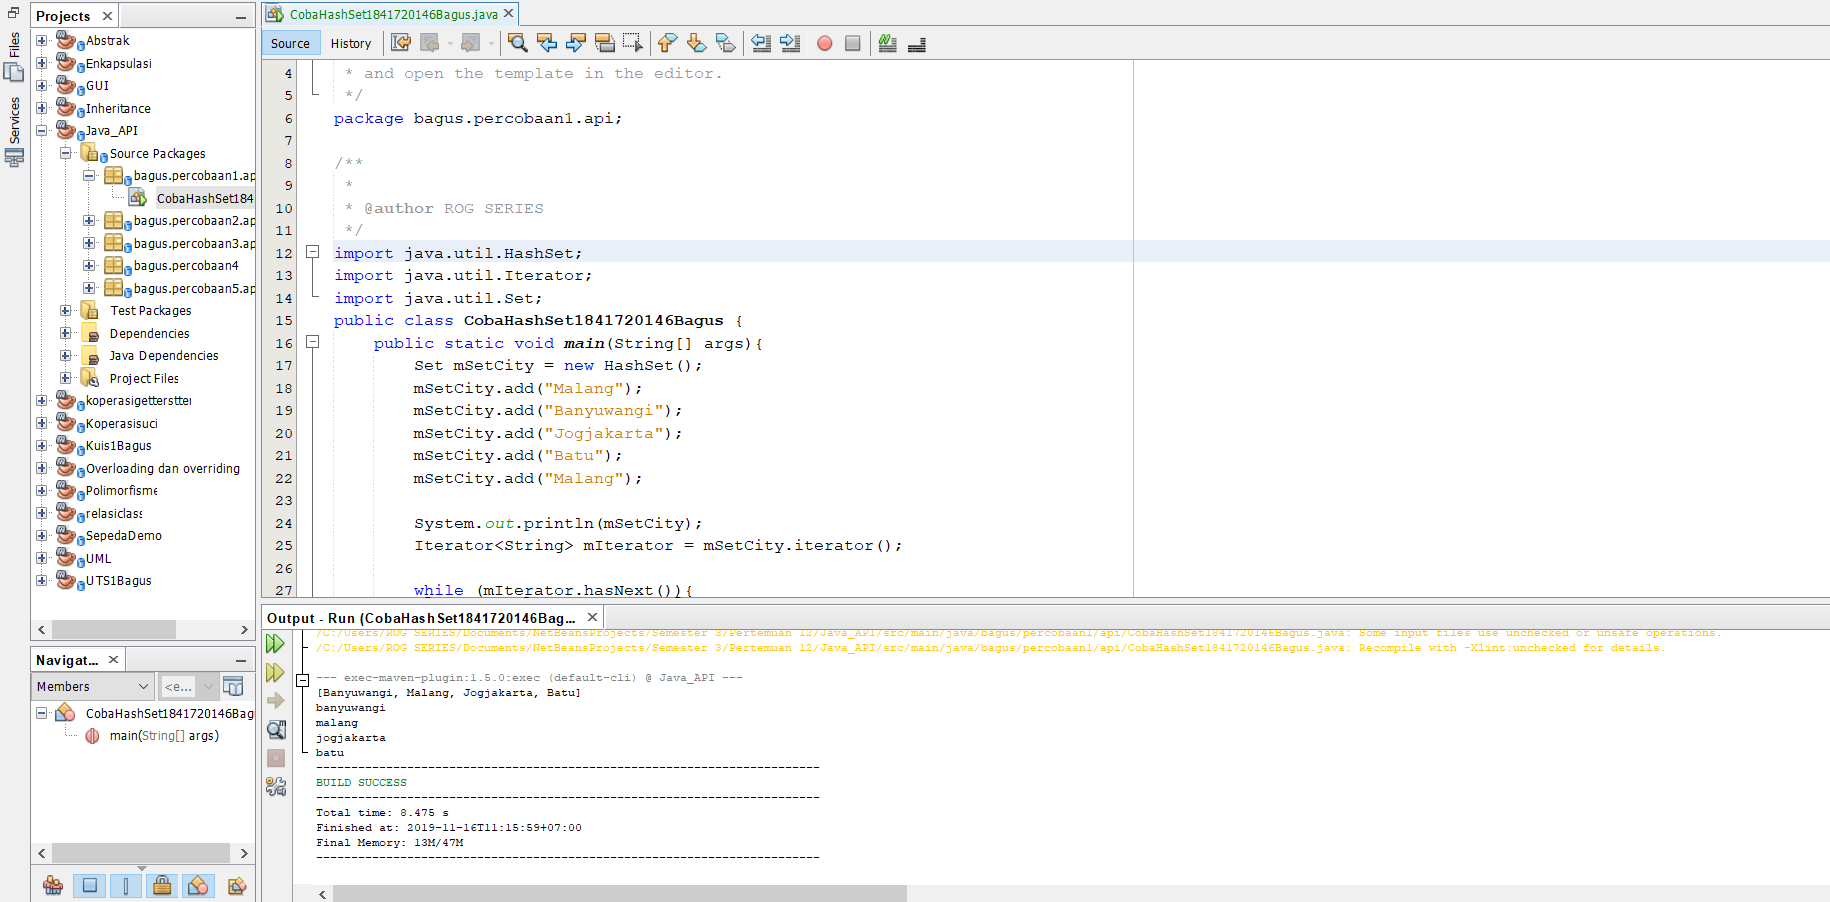 Files
Services
Projects
Abstrak
Enkapsulasi
GUI
Inheritance
Java_API
Source Packages
bagus.percobaan1.ap
CobaHashSet184
bagus.percobaan2.ap
bagus.percobaan3.ap
bagus.percobaan4
bagus.percobaan5.ap
Test Packages
Dependencies
Java Dependencies
Project Files
koperasigetterstter
Koperasisuci
Kuis1Bagus
Overloading dan overriding
Polimorfisme
relasiclass
SepedaDemo
UML
UTS1Bagus
Navigat...
Members
<e...
CobaHashSet1841720146Bag
main(String[] args)
CobaHashSet1841720146Bagus.java
Source History
4 * and open the template in the editor.
5 */
6 package bagus.percobaan1.api;
7
8 /**
9 *
10 * @author ROG SERIES
11 */
12 import java.util.HashSet;
13 import java.util.Iterator;
14 import java.util.Set;
15 public class CobaHashSet1841720146Bagus {
16 public static void main(String[] args){
17 Set mSetCity = new HashSet();
18 mSetCity.add("Malang");
19 mSetCity.add("Banyuwangi");
20 mSetCity.add("Jogjakarta");
21 mSetCity.add("Batu");
22 mSetCity.add("Malang");
23
24 System.out.println(mSetCity);
25 Iterator<String> mIterator = mSetCity.iterator();
26
27 while (mIterator.hasNext()){
Output - Run (CobaHashSet1841720146Bag...
/C:/Users/ROG SERIES/Documents/NetBeansProjects/Semester 3/Pertemuan 12/Java_API/src/main/java/bagus/percobaan1/api/CobaHashSet1841720146Bagus.java: Some input files use unchecked or unsafe operations.
/C:/Users/ROG SERIES/Documents/NetBeansProjects/Semester 3/Pertemuan 12/Java_API/src/main/java/bagus/percobaan1/api/CobaHashSet1841720146Bagus.java: Recompile with -Xlint:unchecked for details.
--- exec-maven-plugin:1.5.0:exec (default-cli) @ Java_API ---
[Banyuwangi, Malang, Jogjakarta, Batu]
banyuwangi
malang
jogjakarta
batu
------------------------------------------------------------------------
BUILD SUCCESS
------------------------------------------------------------------------
Total time: 8.475 s
Finished at: 2019-11-16T11:15:59+07:00
Final Memory: 13M/47M
------------------------------------------------------------------------